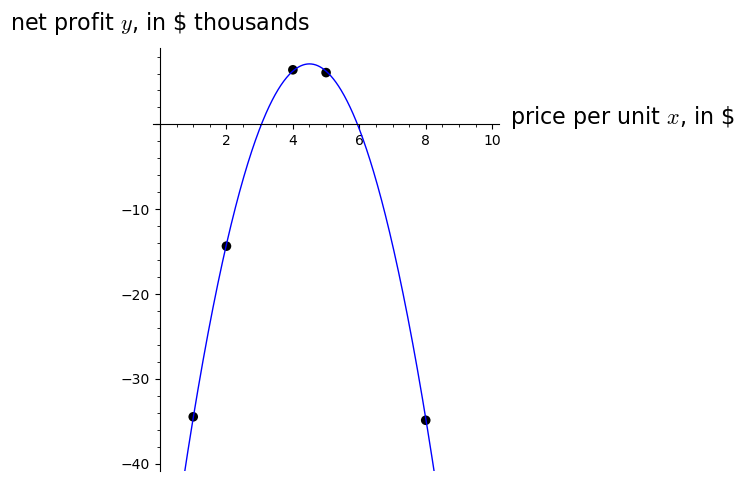 net profit y, in $ thousands
price per unit x, in $
2 4 6 8 10
−10
−20
−30
−40